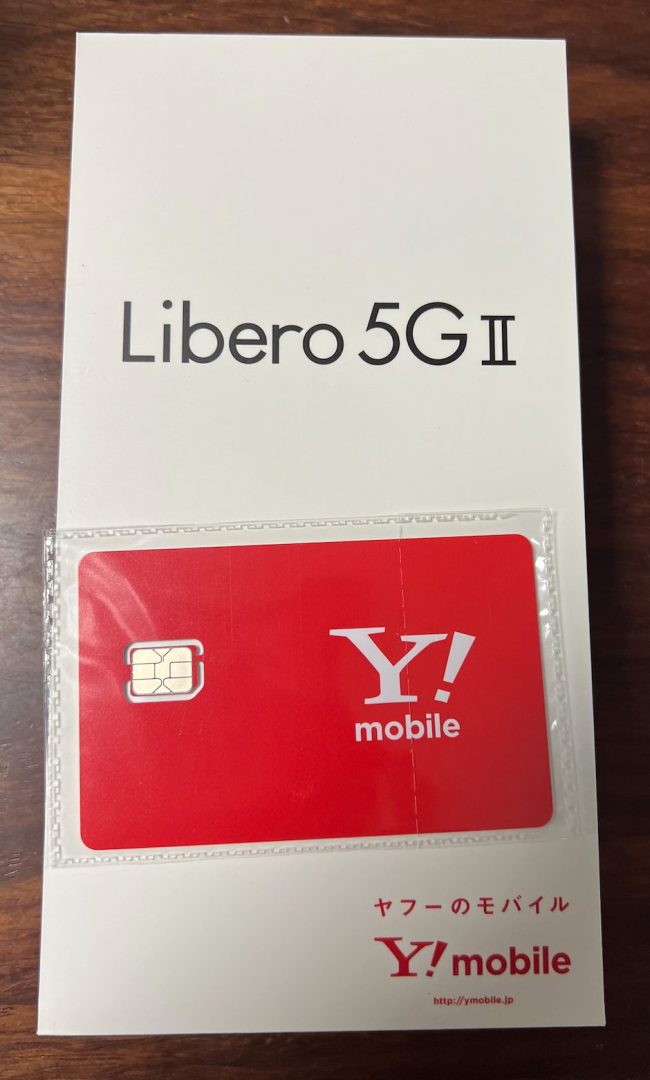 Libero 5G II
Y!
mobile
ヤフーのモバイル
Y!mobile
http://ymobile.jp